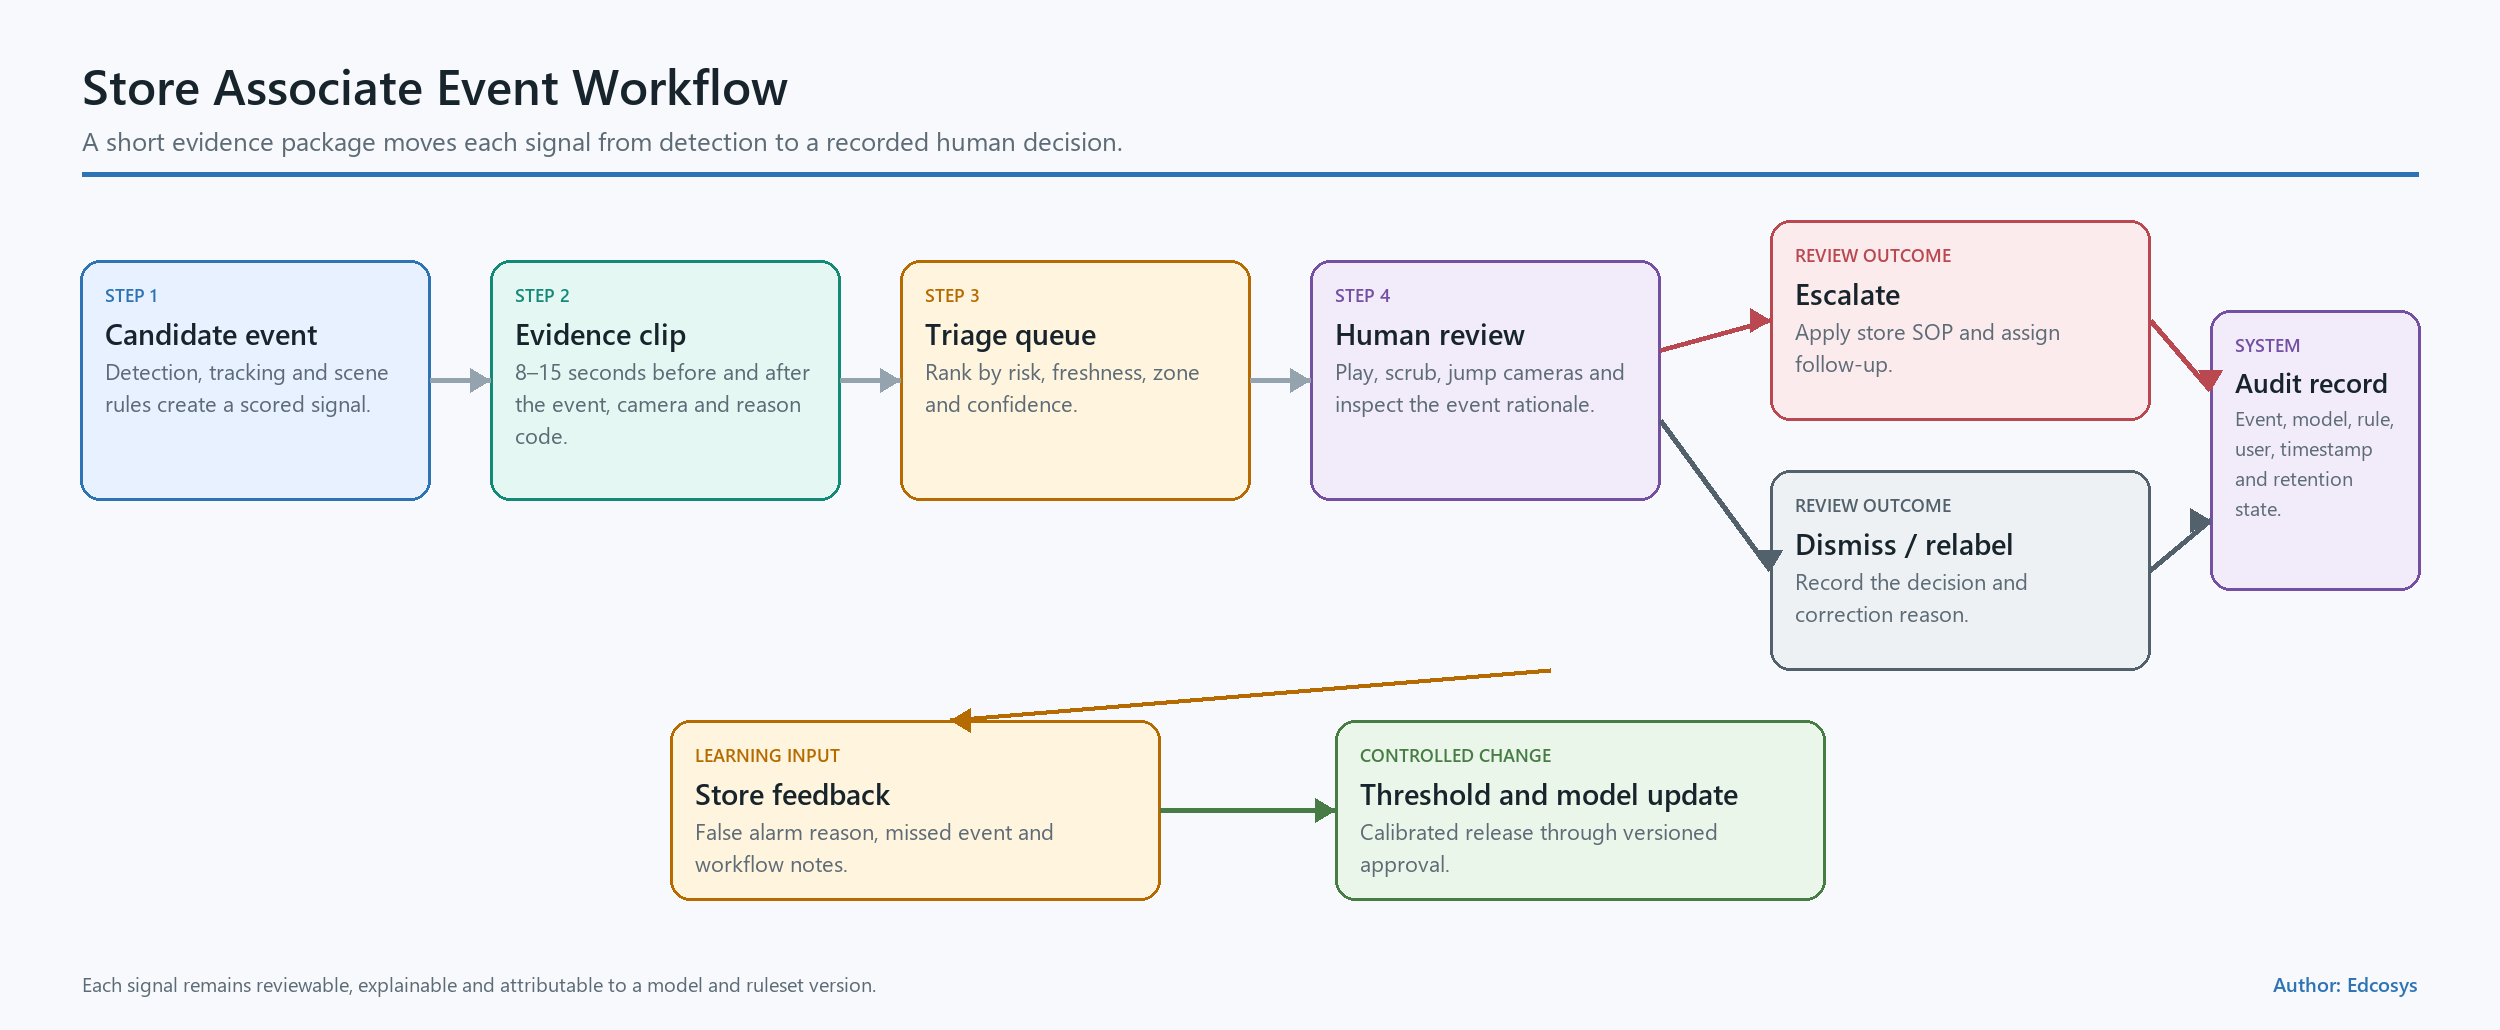 Store Associate Event Workflow
A short evidence package moves each signal from detection to a recorded human decision.
STEP 1
Candidate event
Detection, tracking and scene
rules create a scored signal.
STEP 2
Evidence clip
8–15 seconds before and after
the event, camera and reason
code.
STEP 3
Triage queue
Rank by risk, freshness, zone
and confidence.
STEP 4
Human review
Play, scrub, jump cameras and
inspect the event rationale.
REVIEW OUTCOME
Escalate
Apply store SOP and assign
follow-up.
REVIEW OUTCOME
Dismiss / relabel
Record the decision and
correction reason.
SYSTEM
Audit record
Event, model, rule,
user, timestamp
and retention
state.
LEARNING INPUT
Store feedback
False alarm reason, missed event and
workflow notes.
CONTROLLED CHANGE
Threshold and model update
Calibrated release through versioned
approval.
Each signal remains reviewable, explainable and attributable to a model and ruleset version.
Author: Edcosys